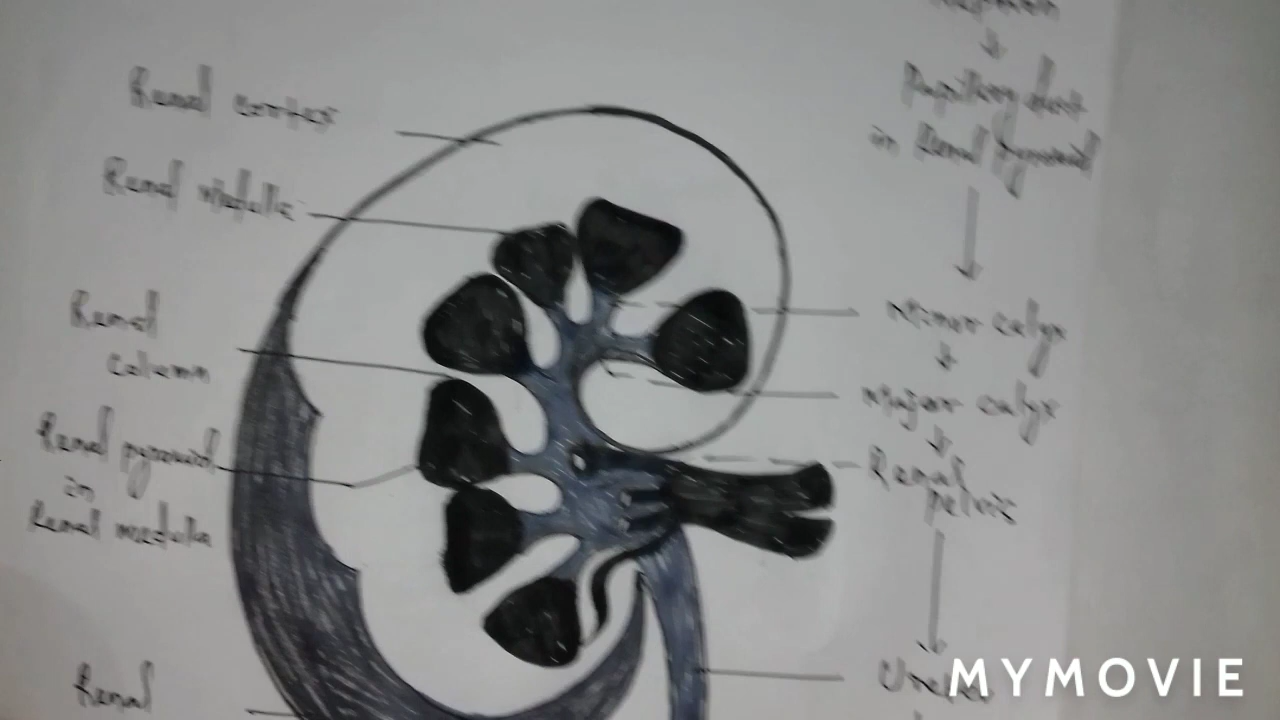 Renal cortex
Renal medulla
Renal
column
Renal pyramid
in
Renal medulla
Renal
Nephron
Papillary duct
in Renal Pyramid
Minor calyx
Major calyx
Renal
pelvis
MYMOVIE